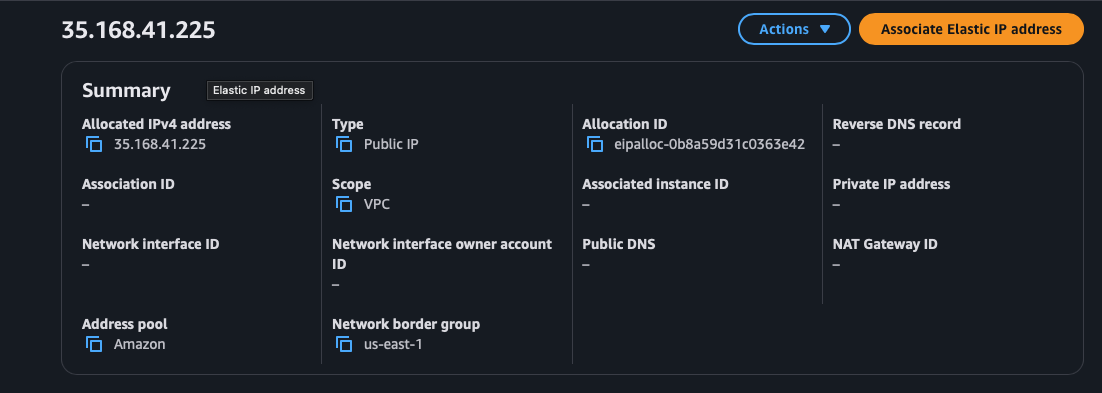 35.168.41.225
Actions
Associate Elastic IP address
Summary
Elastic IP address
Allocated IPv4 address
35.168.41.225
Type
Public IP
Allocation ID
eipalloc-0b8a59d31c0363e42
Reverse DNS record
–
Association ID
–
Scope
VPC
Associated instance ID
–
Private IP address
–
Network interface ID
–
Network interface owner account
ID
–
Public DNS
–
NAT Gateway ID
–
Address pool
Amazon
Network border group
us-east-1